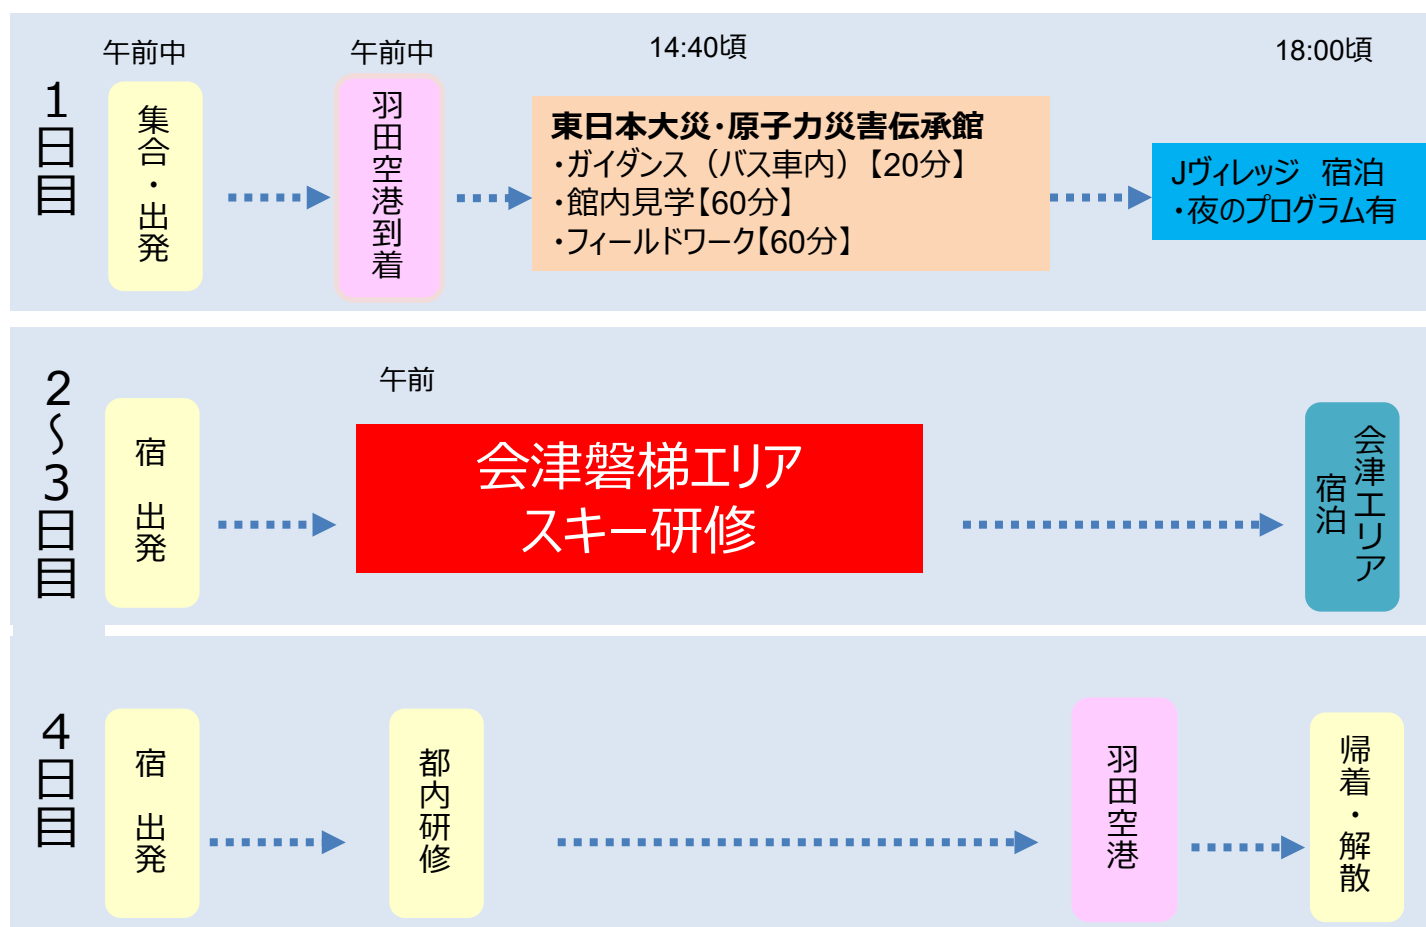 1日目
午前中
集合・出発
午前中
羽田空港到着
14:40頃
東日本大災･原子力災害伝承館
・ガイダンス（バス車内）【20分】
・館内見学【60分】
・フィールドワーク【60分】
18:00頃
Jヴィレッジ　宿泊
・夜のプログラム有
2～3日目
宿　出発
午前
会津磐梯エリア
スキー研修
会津エリア
宿泊
4日目
宿　出発
都内研修
羽田空港
帰着・解散